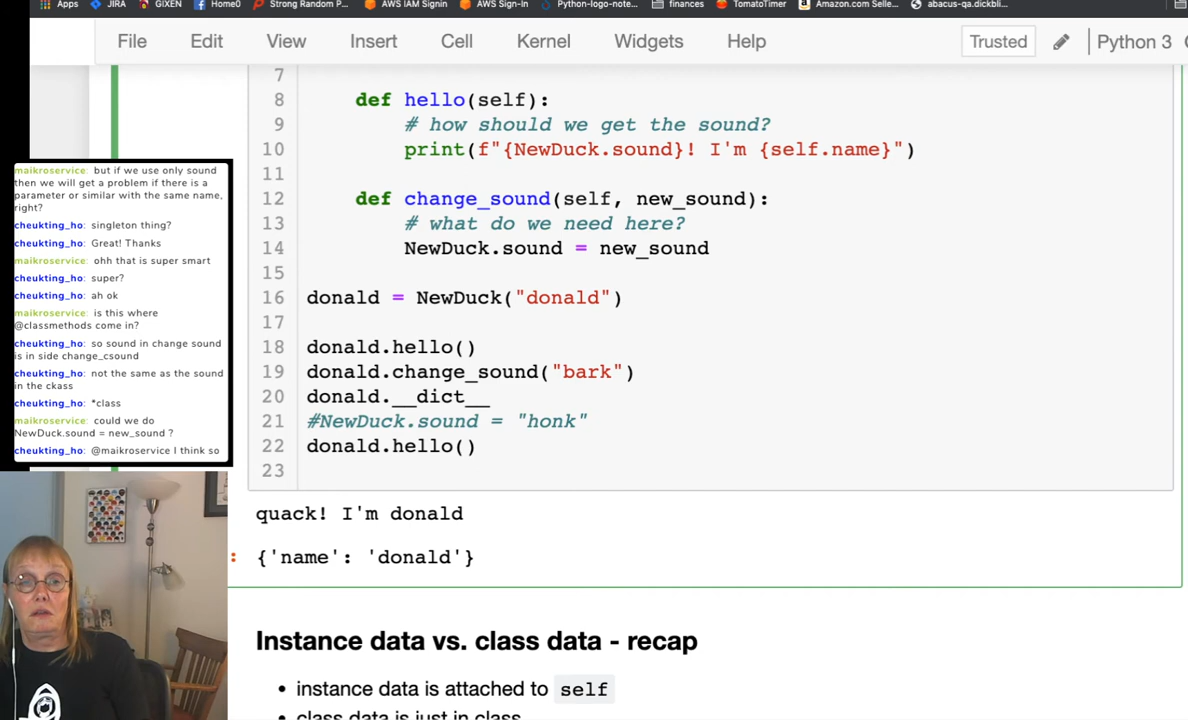 Apps JIRA GIXEN Home0 Strong Random P... AWS IAM Signin AWS Sign-In Python-logo-note... finances TomatoTimer Amazon.com Selle... abacus-qa.dickbli...
File Edit View Insert Cell Kernel Widgets Help Trusted Python 3
7
8 def hello(self):
9 # how should we get the sound?
10 print(f"{NewDuck.sound}! I'm {self.name}")
11
12 def change_sound(self, new_sound):
13 # what do we need here?
14 NewDuck.sound = new_sound
15
16 donald = NewDuck("donald")
17
18 donald.hello()
19 donald.change_sound("bark")
20 donald.__dict__
21 #NewDuck.sound = "honk"
22 donald.hello()
23
quack! I'm donald
: {'name': 'donald'}
Instance data vs. class data - recap
• instance data is attached to self
• class data is just in class
maikroservice: but if we use only sound
then we will get a problem if there is a
parameter or similar with the same name,
right?
cheukting_ho: singleton thing?
cheukting_ho: Great! Thanks
maikroservice: ohh that is super smart
cheukting_ho: super?
cheukting_ho: ah ok
maikroservice: is this where
@classmethods come in?
cheukting_ho: so sound in change sound
is in side change_csound
cheukting_ho: not the same as the sound
in the ckass
cheukting_ho: *class
maikroservice: could we do
NewDuck.sound = new_sound ?
cheukting_ho: @maikroservice I think so